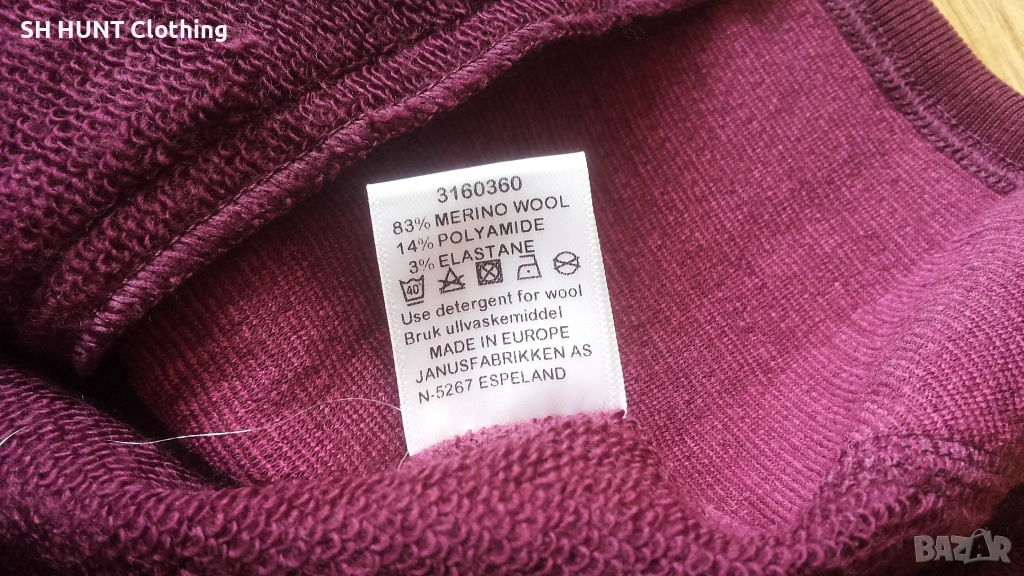 SH HUNT Clothing
3160360
83% MERINO WOOL
14% POLYAMIDE
3% ELASTANE
40
Use detergent for wool
Bruk ullvaskemiddel
MADE IN EUROPE
JANUSFABRIKKEN AS
N-5267 ESPELAND
BAZAR